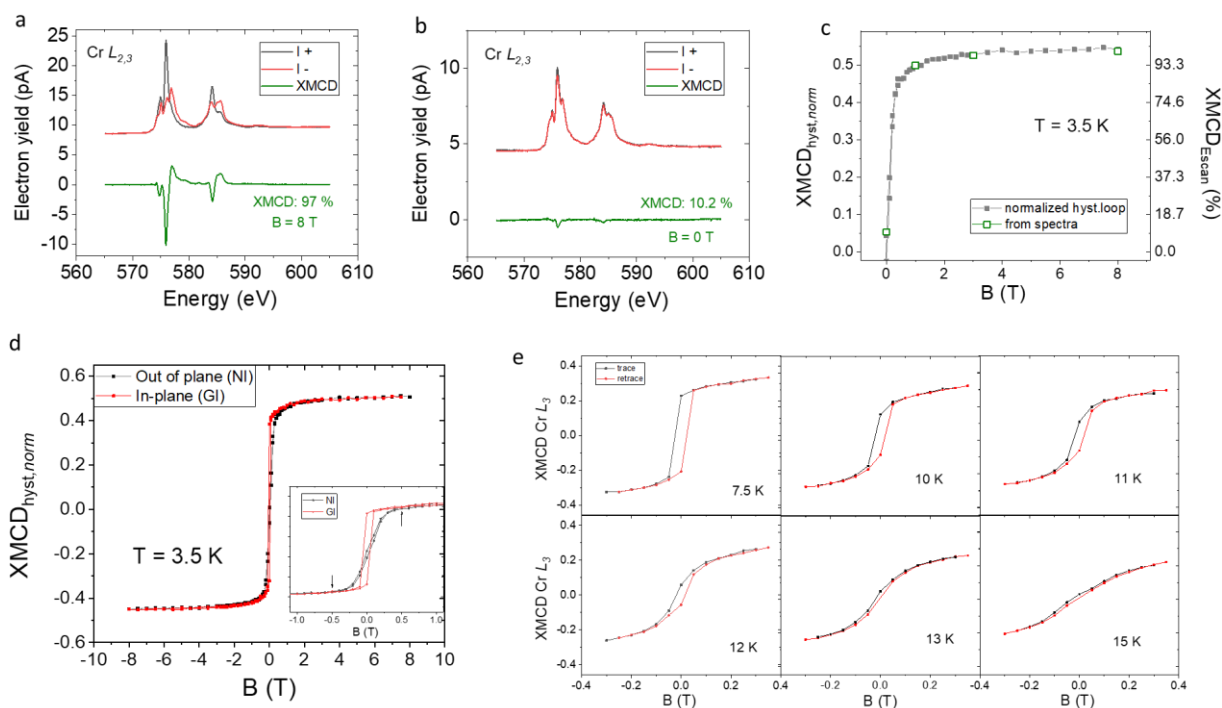 a
Cr L2,3
I +
I -
XMCD
XMCD: 97 %
B = 8 T
Electron yield (pA)
25
20
15
10
5
0
-5
-10
560 570 580 590 600 610
Energy (eV)
b
Cr L2,3
I +
I -
XMCD
XMCD: 10.2 %
B = 0 T
Electron yield (pA)
10
5
0
560 570 580 590 600 610
Energy (eV)
c
XMCDhyst,norm
0.5
0.4
0.3
0.2
0.1
0.0
T = 3.5 K
normalized hyst.loop
from spectra
93.3
74.6
56.0
37.3
18.7
0.0
XMCDEscan (%)
0 2 4 6 8
B (T)
d
XMCDhyst,norm
0.6
0.4
0.2
0.0
-0.2
-0.4
-0.6
Out of plane (NI)
In-plane (GI)
T = 3.5 K
NI
GI
-1.0 -0.5 0.0 0.5 1.0
B (T)
-10 -8 -6 -4 -2 0 2 4 6 8 10
B (T)
e
XMCD Cr L3
0.4
0.2
0.0
-0.2
-0.4
trace
retrace
7.5 K
10 K
11 K
XMCD Cr L3
0.4
0.2
0.0
-0.2
-0.4
12 K
13 K
15 K
-0.4 -0.2 0.0 0.2 0.4
-0.2 0.0 0.2
-0.2 0.0 0.2 0.4
B (T)
B (T)
B (T)